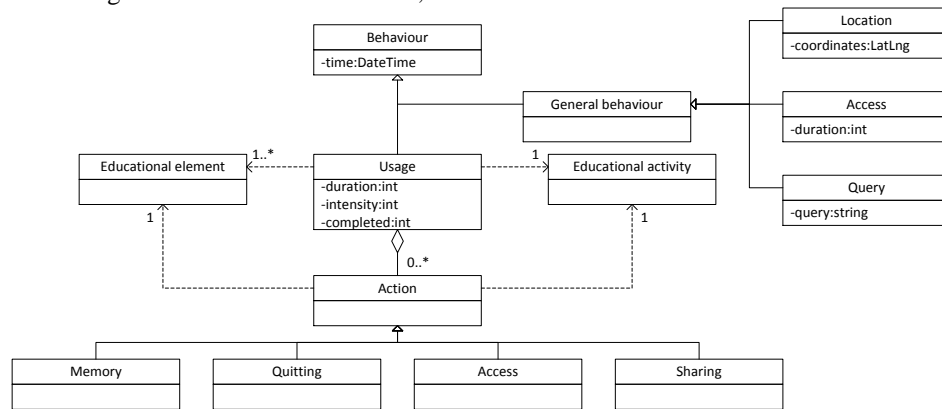 Behaviour
-time:DateTime
Location
-coordinates:LatLng
General behaviour
Access
-duration:int
Educational element
1..*
Usage
-duration:int
-intensity:int
-completed:int
1
Educational activity
Query
-query:string
1
1
0..*
Action
Memory
Quitting
Access
Sharing